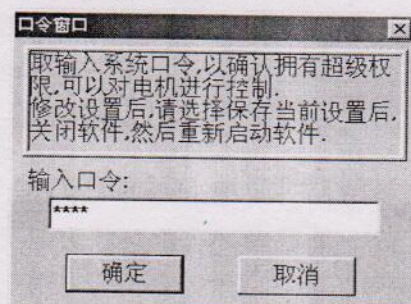 口令窗口
取输入系统口令,以确认拥有超级权
限,可以对电机进行控制.
修改设置后,请选择保存当前设置后,
关闭软件,然后重新启动软件.
输入口令:
****
确定
取消